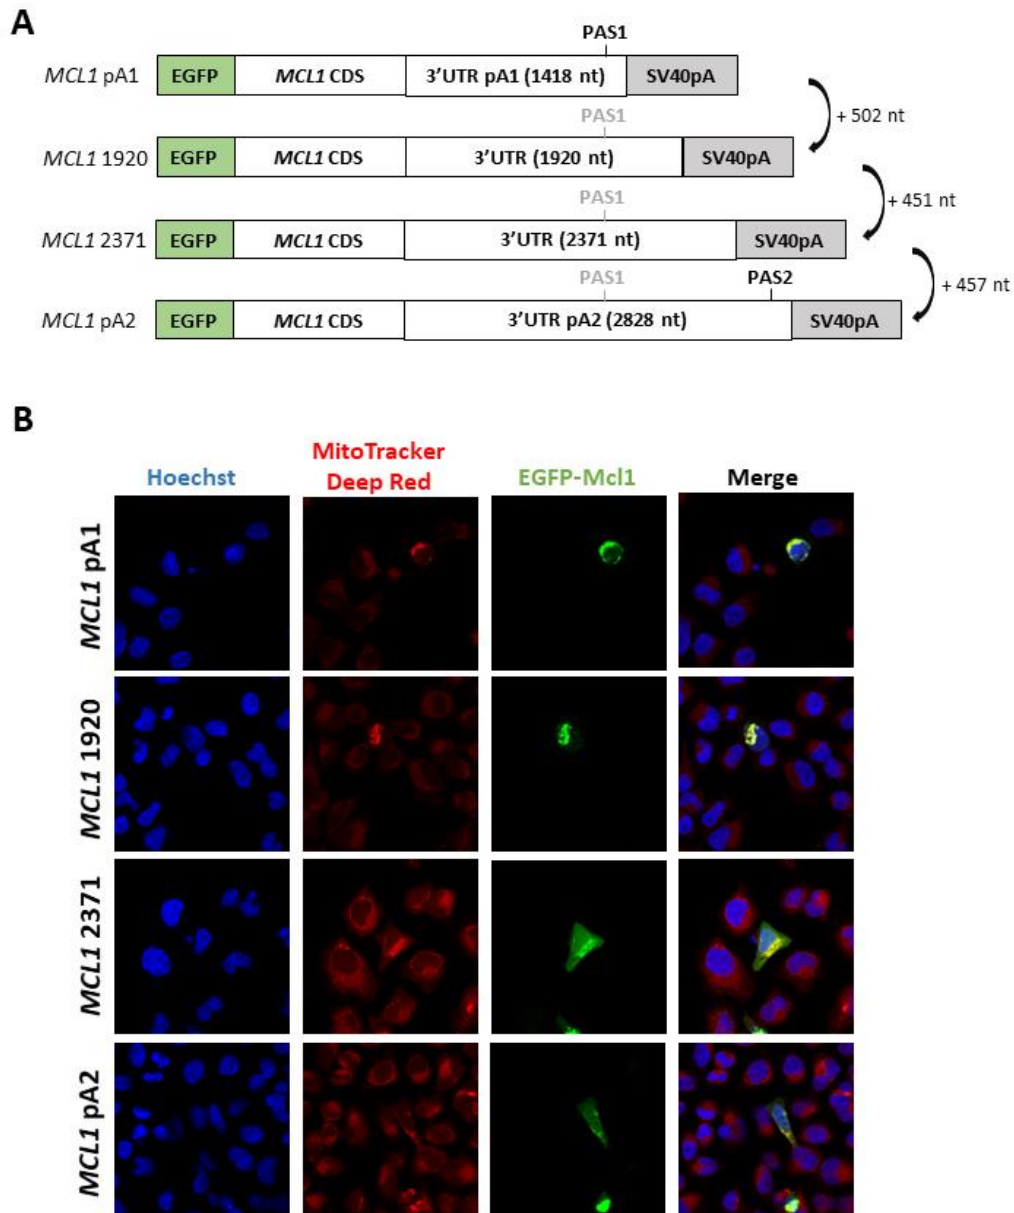 A
PAS1
MCL1 pA1
EGFP
MCL1 CDS
3’UTR pA1 (1418 nt)
SV40pA
+ 502 nt
PAS1
MCL1 1920
EGFP
MCL1 CDS
3’UTR (1920 nt)
SV40pA
+ 451 nt
PAS1
MCL1 2371
EGFP
MCL1 CDS
3’UTR (2371 nt)
SV40pA
+ 457 nt
PAS1
PAS2
MCL1 pA2
EGFP
MCL1 CDS
3’UTR pA2 (2828 nt)
SV40pA
B
Hoechst
MitoTracker
Deep Red
EGFP-Mcl1
Merge
MCL1 pA1
MCL1 1920
MCL1 2371
MCL1 pA2